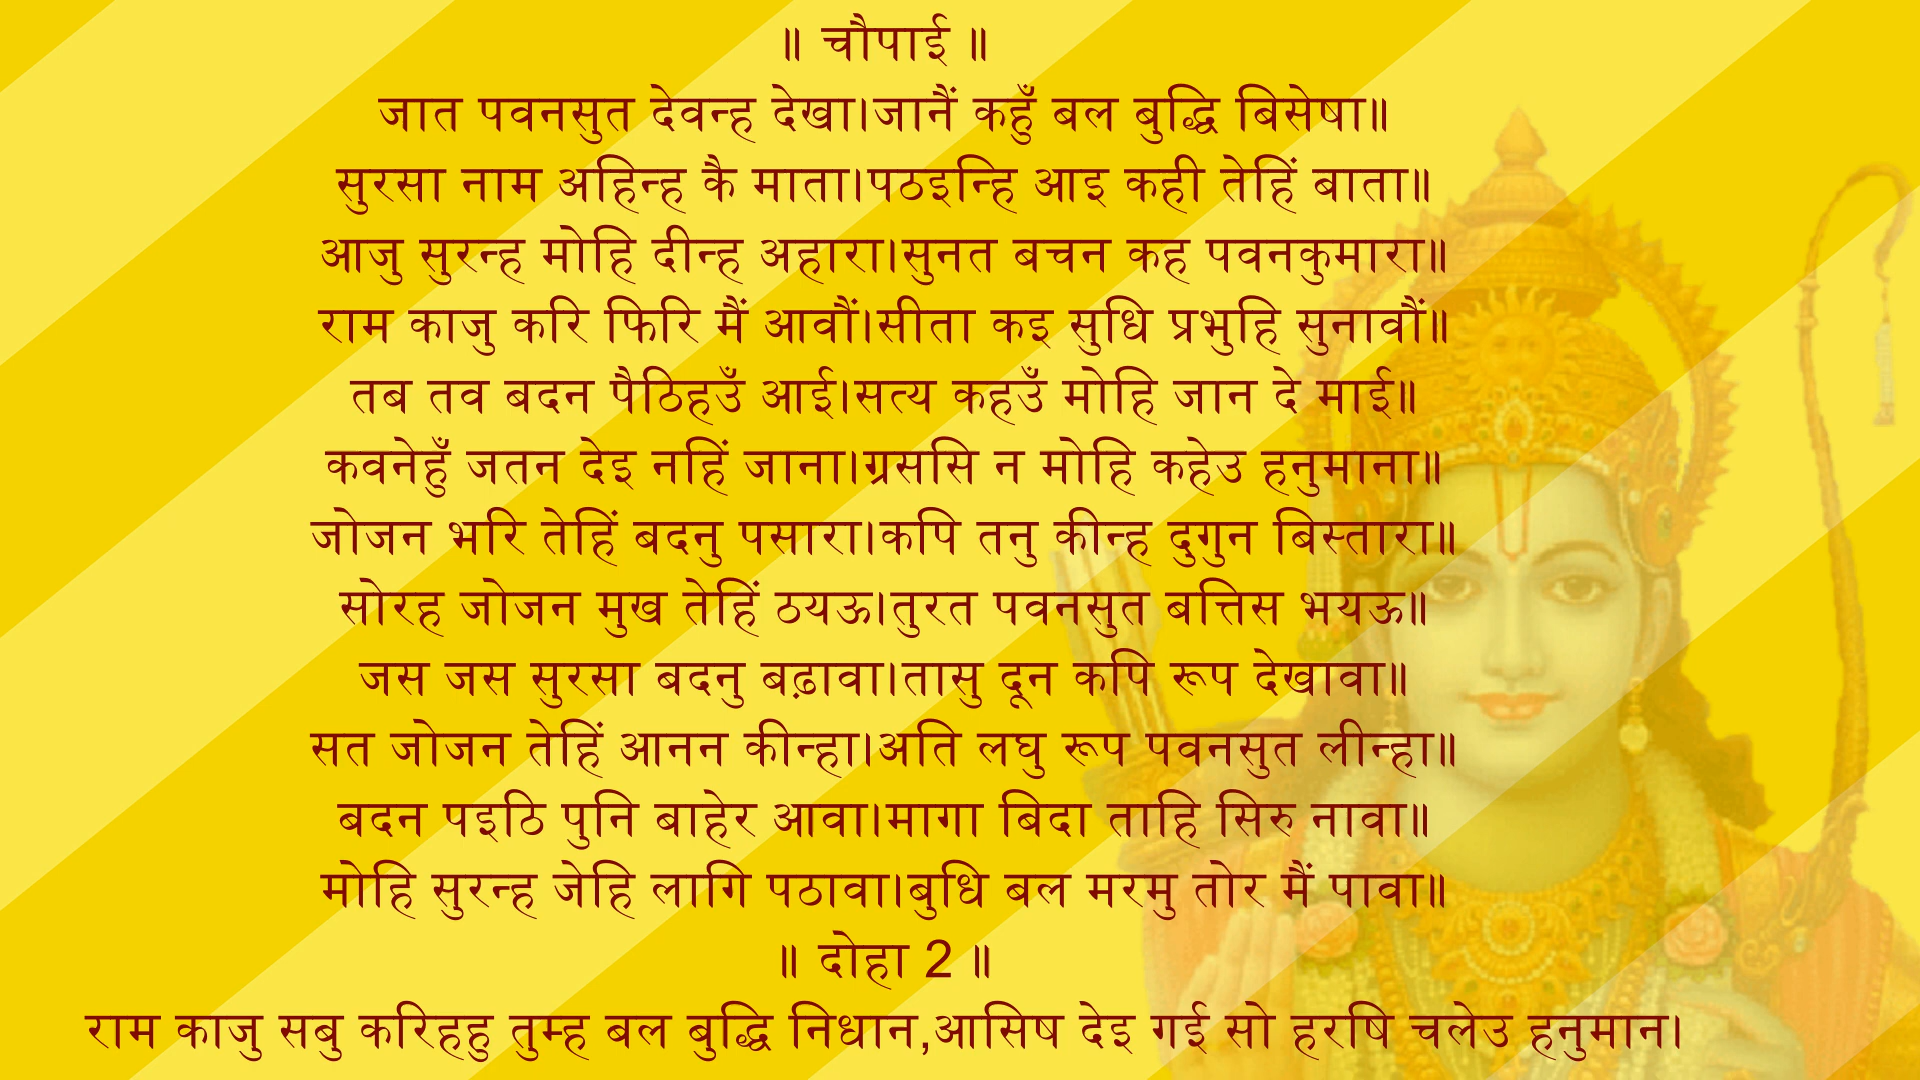 ॥ चौपाई ॥
जात पवनसुत देवन्ह देखा।जानैं कहुँ बल बुद्धि बिसेषा॥
सुरसा नाम अहिन्ह कै माता।पठइन्हि आइ कही तेहिं बाता॥
आजु सुरन्ह मोहि दीन्ह अहारा।सुनत बचन कह पवनकुमारा॥
राम काजु करि फिरि मैं आवौं।सीता कइ सुधि प्रभुहि सुनावौं॥
तब तव बदन पैठिहउँ आई।सत्य कहउँ मोहि जान दे माई॥
कवनेहुँ जतन देइ नहिं जाना।ग्रससि न मोहि कहेउ हनुमाना॥
जोजन भरि तेहिं बदनु पसारा।कपि तनु कीन्ह दुगुन बिस्तारा॥
सोरह जोजन मुख तेहिं ठयऊ।तुरत पवनसुत बत्तिस भयऊ॥
जस जस सुरसा बदनु बढ़ावा।तासु दून कपि रूप देखावा॥
सत जोजन तेहिं आनन कीन्हा।अति लघु रूप पवनसुत लीन्हा॥
बदन पइठि पुनि बाहेर आवा।मागा बिदा ताहि सिरु नावा॥
मोहि सुरन्ह जेहि लागि पठावा।बुधि बल मरमु तोर मैं पावा॥
॥ दोहा 2 ॥
राम काजु सबु करिहहु तुम्ह बल बुद्धि निधान,आसिष देइ गई सो हरषि चलेउ हनुमान।